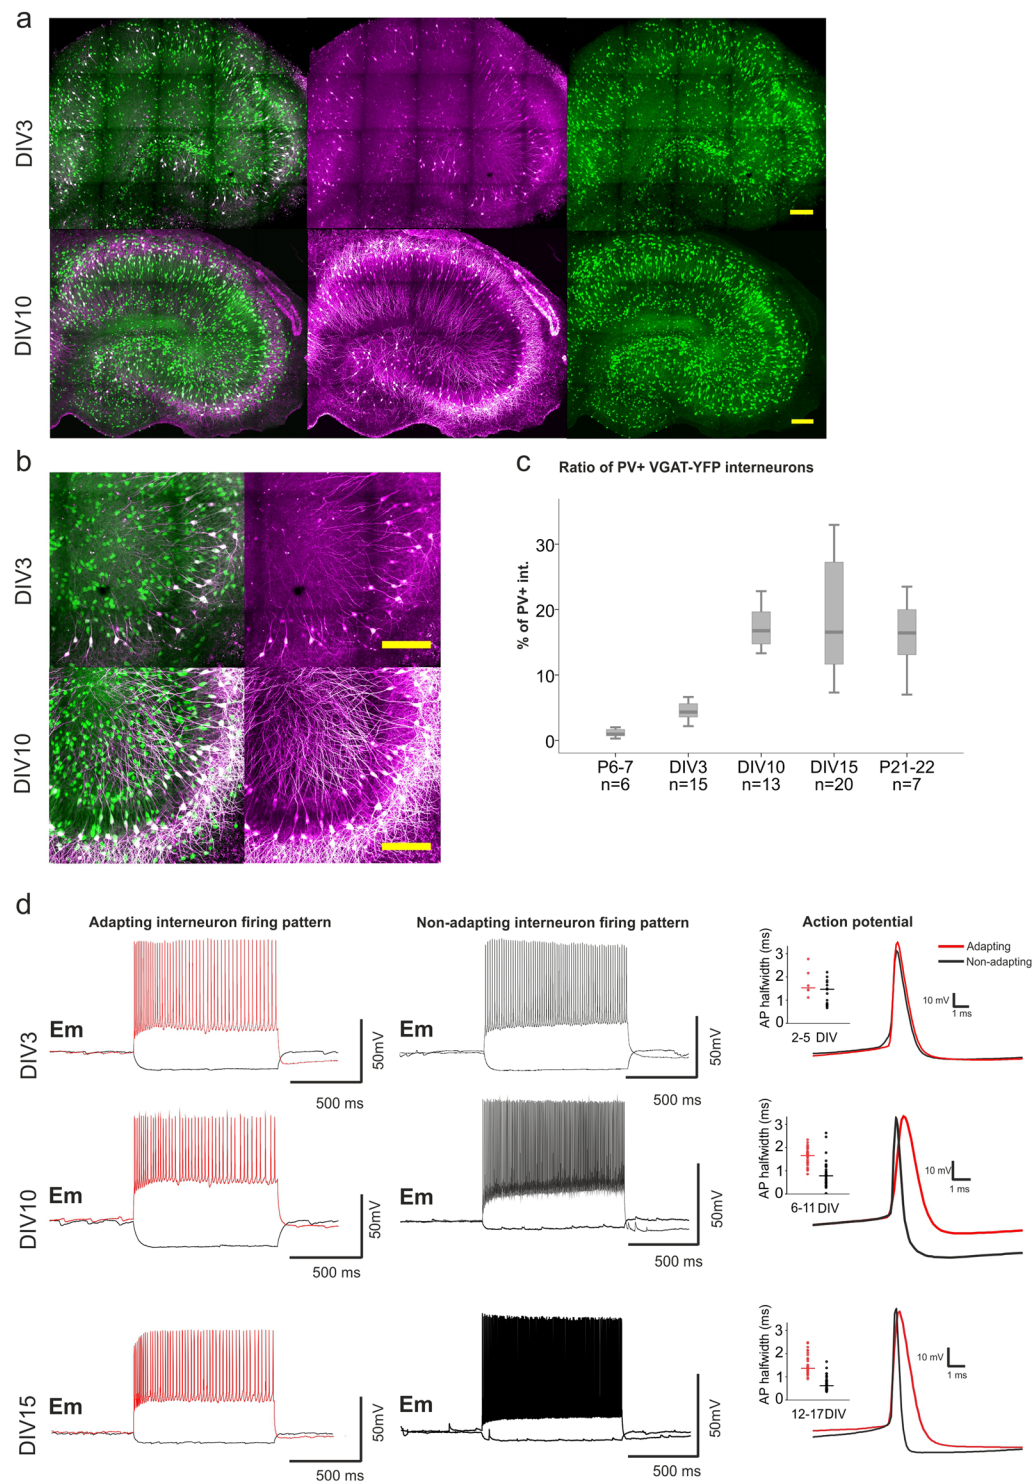 a
DIV3
DIV10
b
DIV3
DIV10
c
Ratio of PV+ VGAT-YFP interneurons
% of PV+ int.
30
20
10
0
P6-7 DIV3 DIV10 DIV15 P21-22
n=6 n=15 n=13 n=20 n=7
d
Adapting interneuron firing pattern
Non-adapting interneuron firing pattern
Action potential
DIV3
Em
50mV
500 ms
Em
50mV
500 ms
AP halfwidth (ms)
3
2
1
0
2-5 DIV
Adapting
Non-adapting
10 mV
1 ms
DIV10
Em
50mV
500 ms
Em
50mV
500 ms
AP halfwidth (ms)
3
2
1
0
6-11 DIV
10 mV
1 ms
DIV15
Em
50mV
500 ms
Em
50mV
500 ms
AP halfwidth (ms)
3
2
1
0
12-17DIV
10 mV
1 ms